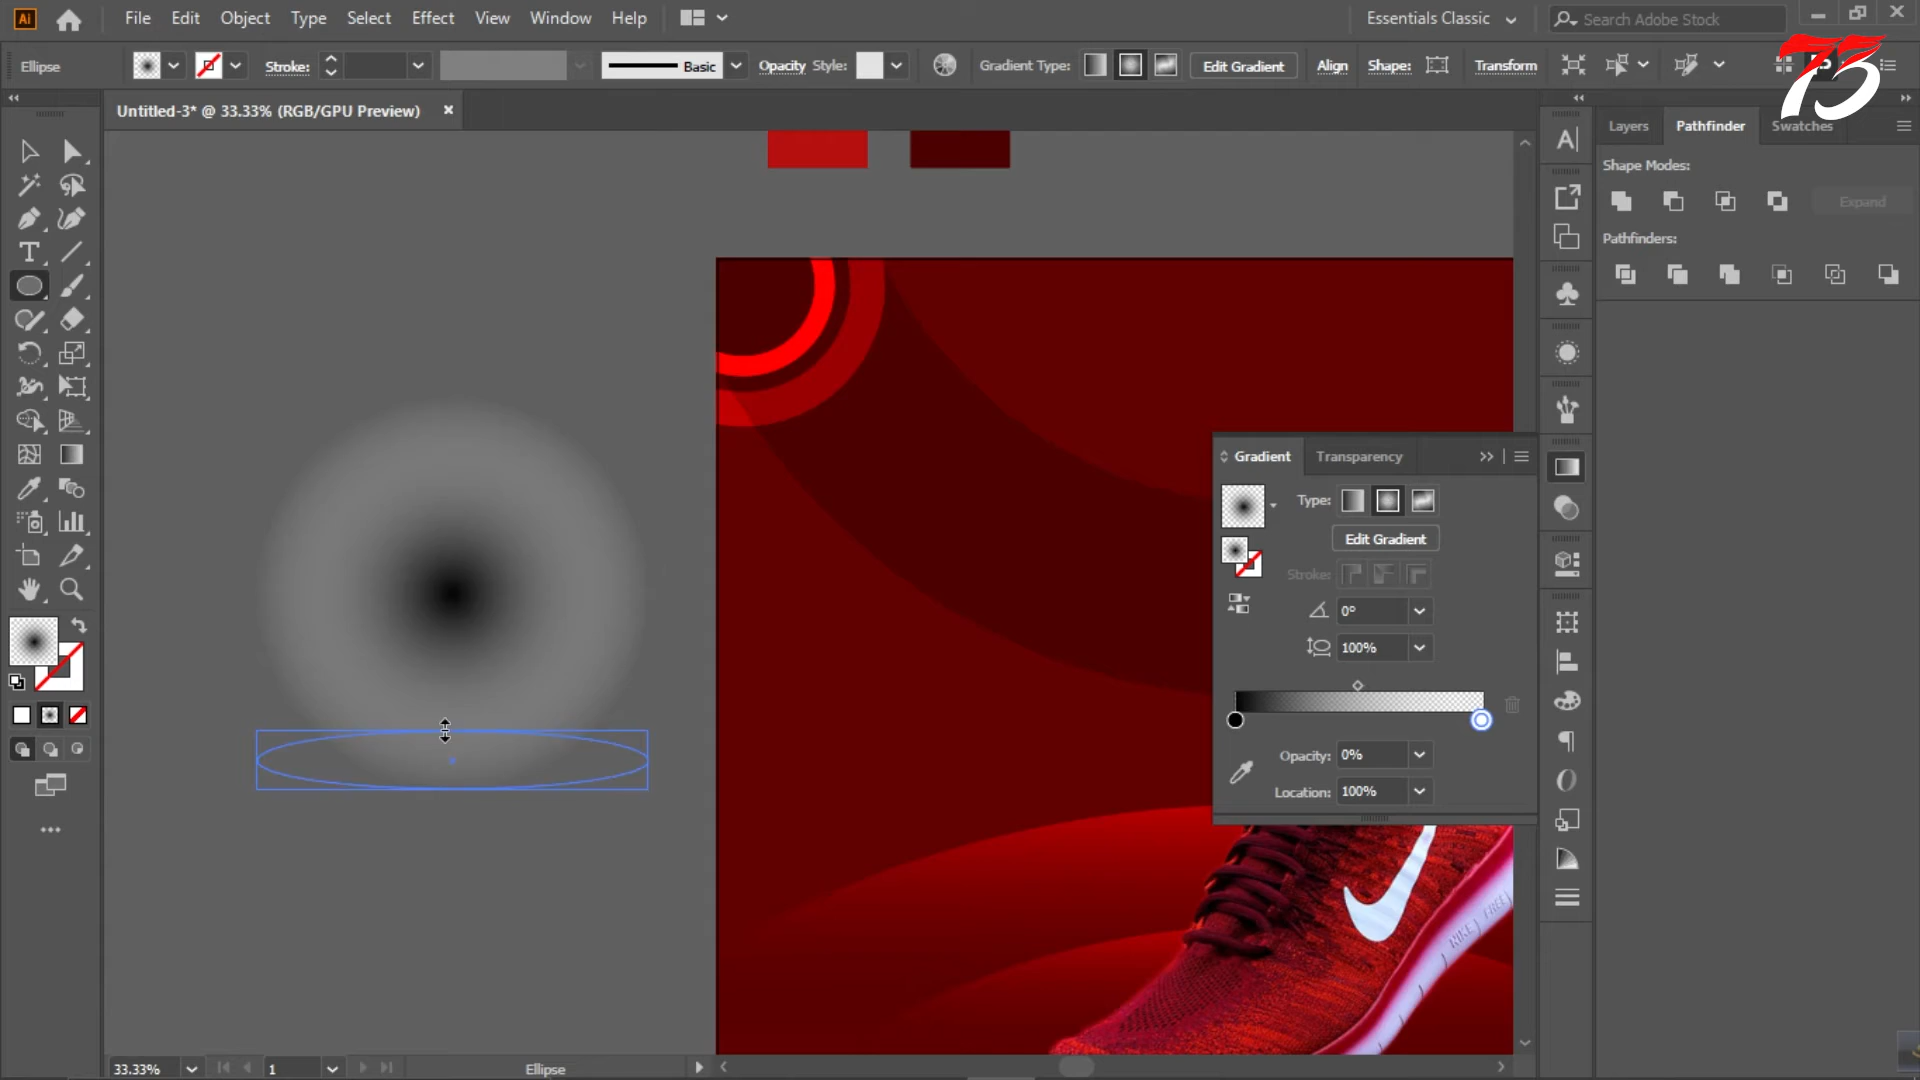 Ai File Edit Object Type Select Effect View Window Help Essentials Classic Search Adobe Stock
Ellipse Stroke: Basic Opacity Style: Gradient Type: Edit Gradient Align Shape: Transform
73
Untitled-3* @ 33.33% (RGB/GPU Preview)
Layers Pathfinder Swatches
Shape Modes:
Expand
Pathfinders:
Gradient Transparency
Type:
Edit Gradient
Stroke:
0°
100%
Opacity: 0%
Location: 100%
NIKE FREE
33.33% 1 Ellipse